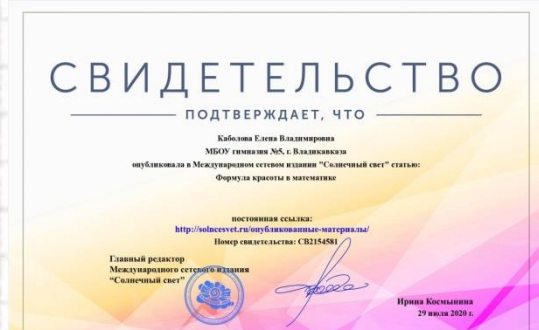 СВИДЕТЕЛЬСТВО
ПОДТВЕРЖДАЕТ, ЧТО
Каболова Елена Владимировна
МБОУ гимназия №5, г. Владикавказа
опубликовала в Международном сетевом издании "Солнечный свет" статью:
Формула красоты в математике
постоянная ссылка:
http://solncesvet.ru/опубликованные-материалы/
Номер свидетельства: СВ2154581
Главный редактор
Международного сетевого издания
"Солнечный свет"
Ирина Космынина
29 июля 2020 г.